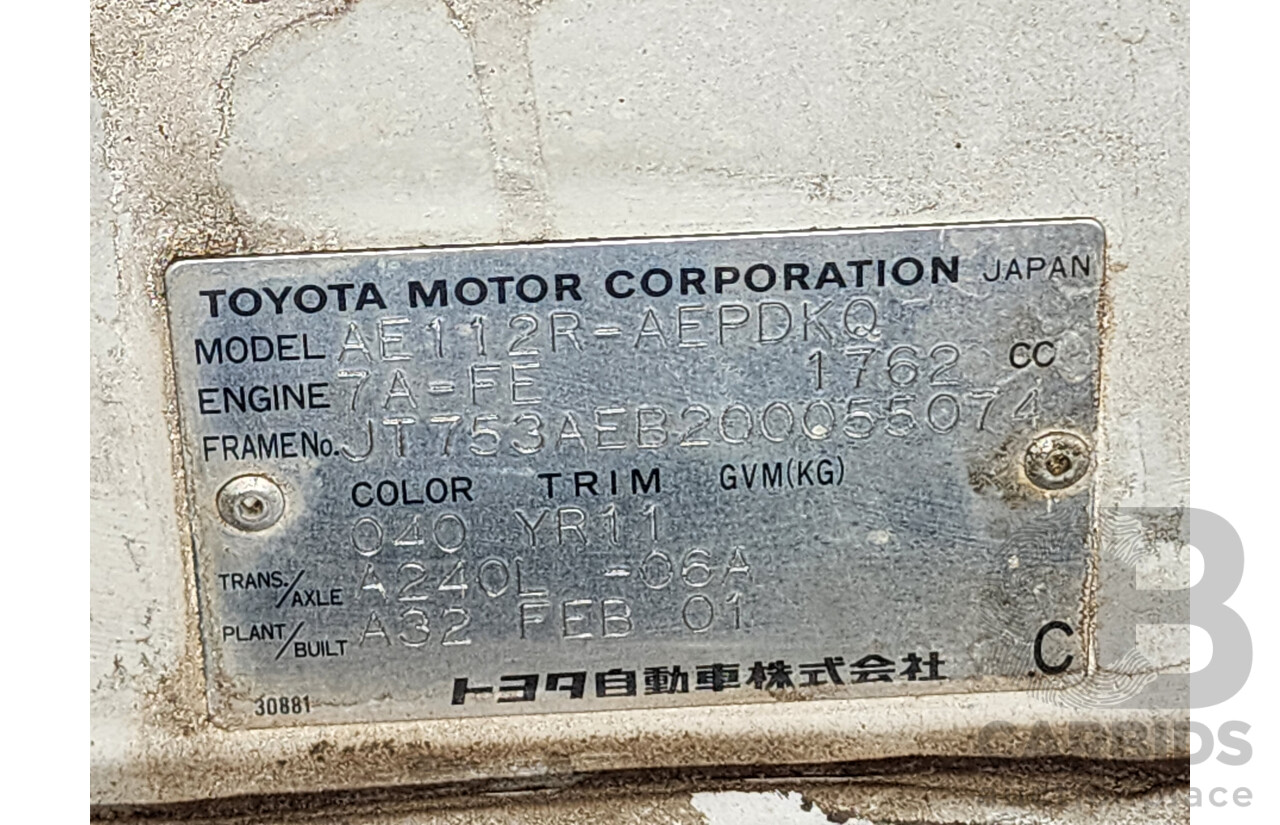 TOYOTA MOTOR CORPORATION JAPAN
MODEL AE112R-AEPDKQ
ENGINE 7A-FE 1762 CC
FRAME No. JT753AEB200055074
COLOR TRIM GVM(KG)
040 YR11
TRANS./AXLE A240L -06A
PLANT/BUILT A32 FEB 01
トヨタ自動車株式会社 C
30881
B